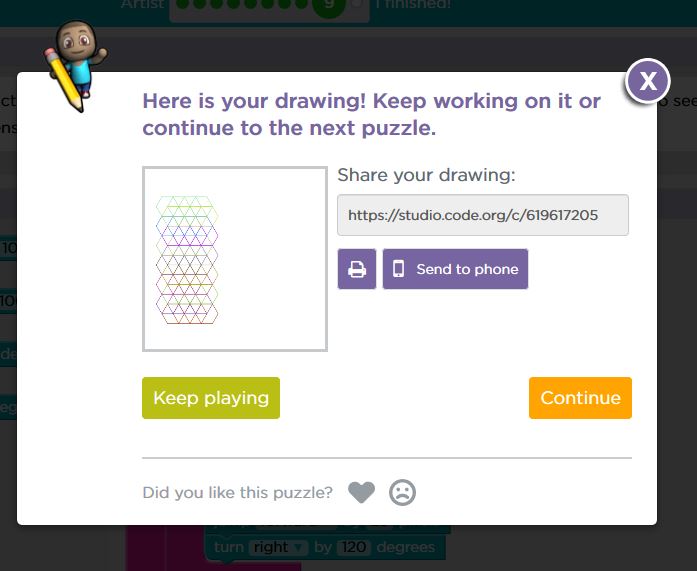 Artist
9
I finished!
X
Here is your drawing! Keep working on it or
continue to the next puzzle.
Share your drawing:
https://studio.code.org/c/619617205
Send to phone
Keep playing
Continue
Did you like this puzzle?
turn right ▼ by 120 degrees